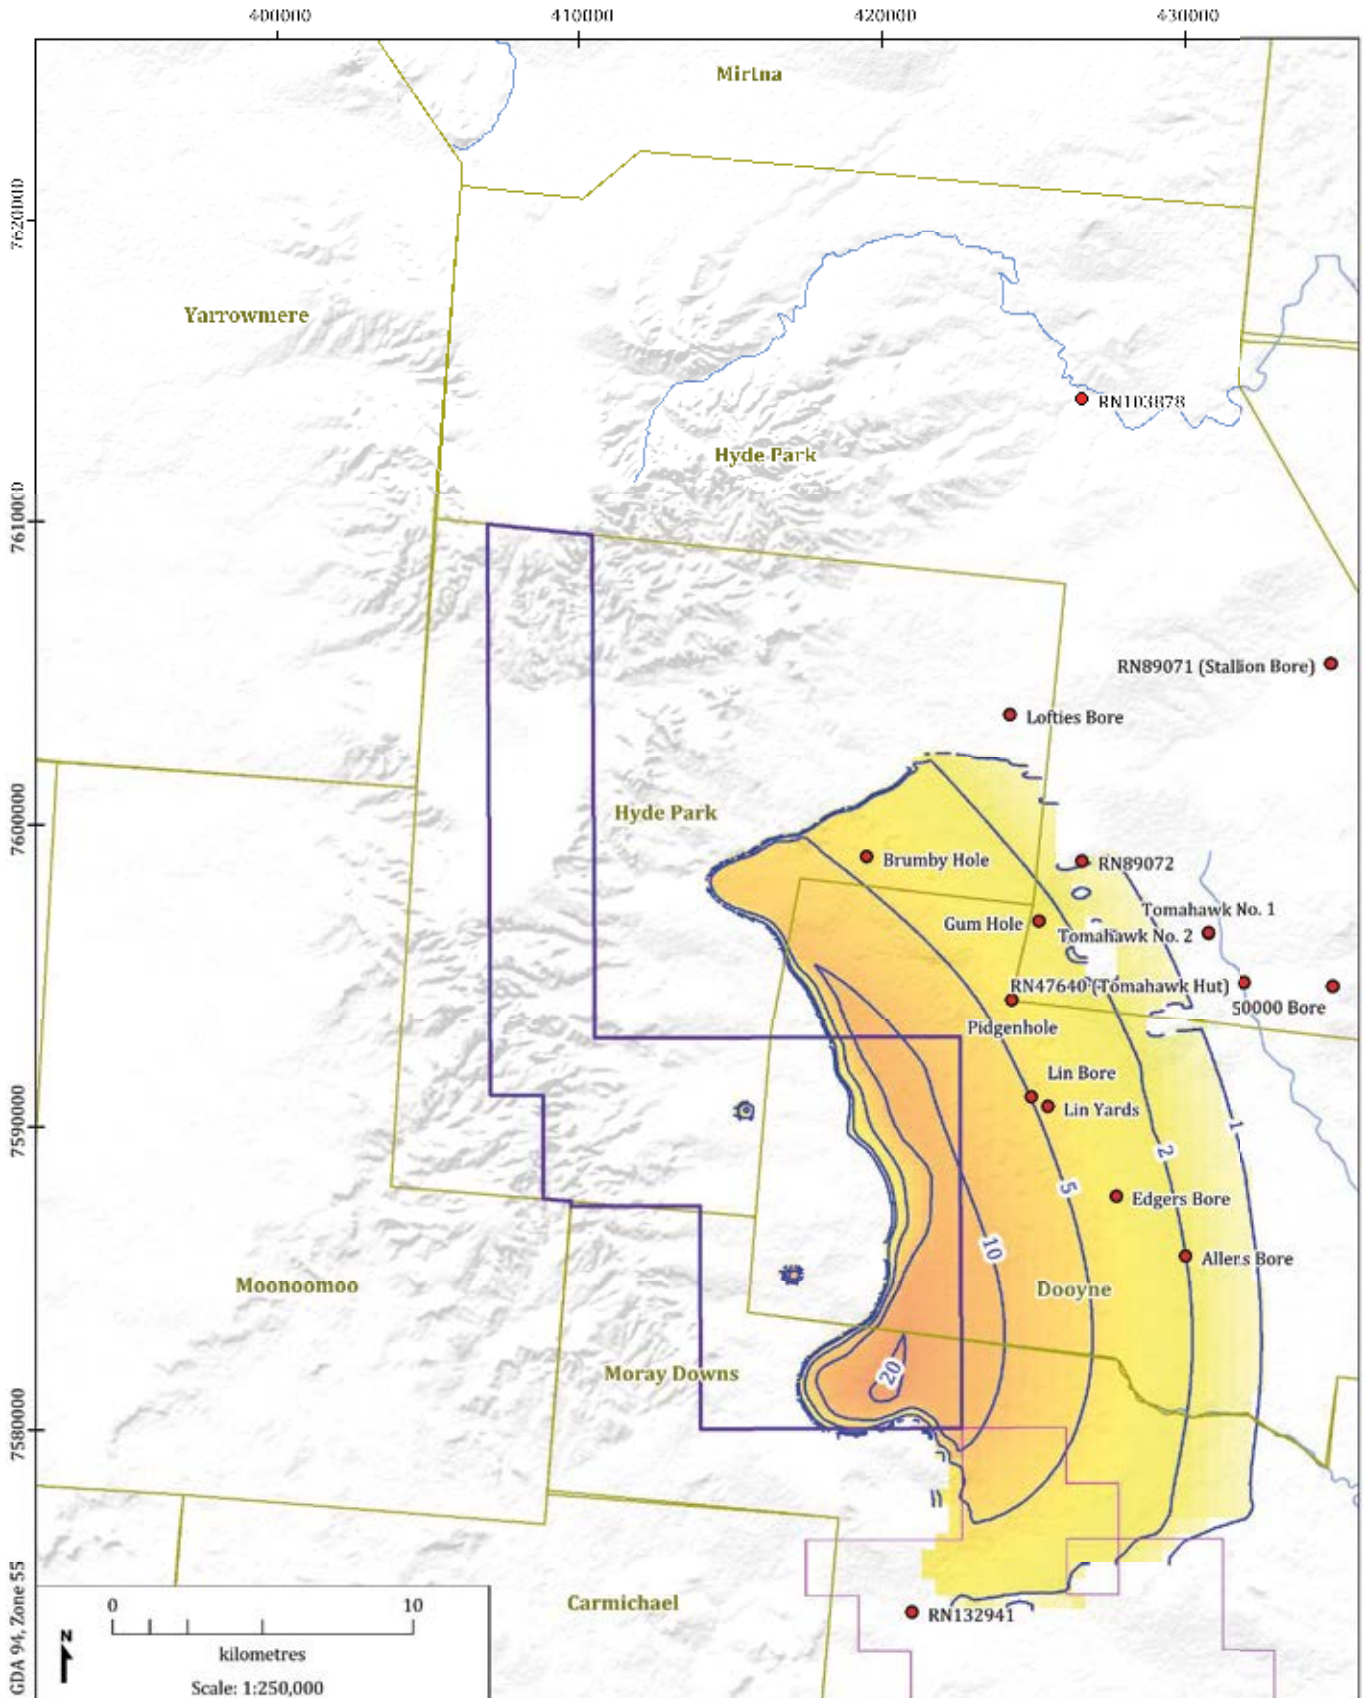 400000 410000 420000 430000
Mirtna
7620000
Yarrowmere
RN103878
Hyde Park
7610000
RN89071 (Stallion Bore)
Lofties Bore
7600000
Hyde Park
Brumby Hole
RN89072
Tomahawk No. 1
Gum Hole
Tomahawk No. 2
RN47640 (Tomahawk Hut)
50000 Bore
Pidgenhole
Lin Bore
Lin Yards
7590000
1
2
5
Edgers Bore
10
Allens Bore
Moonoomoo
Dooyne
Moray Downs
20
7580000
GDA 94, Zone 55
Carmichael
RN132941
0 10
N
kilometres
Scale: 1:250,000